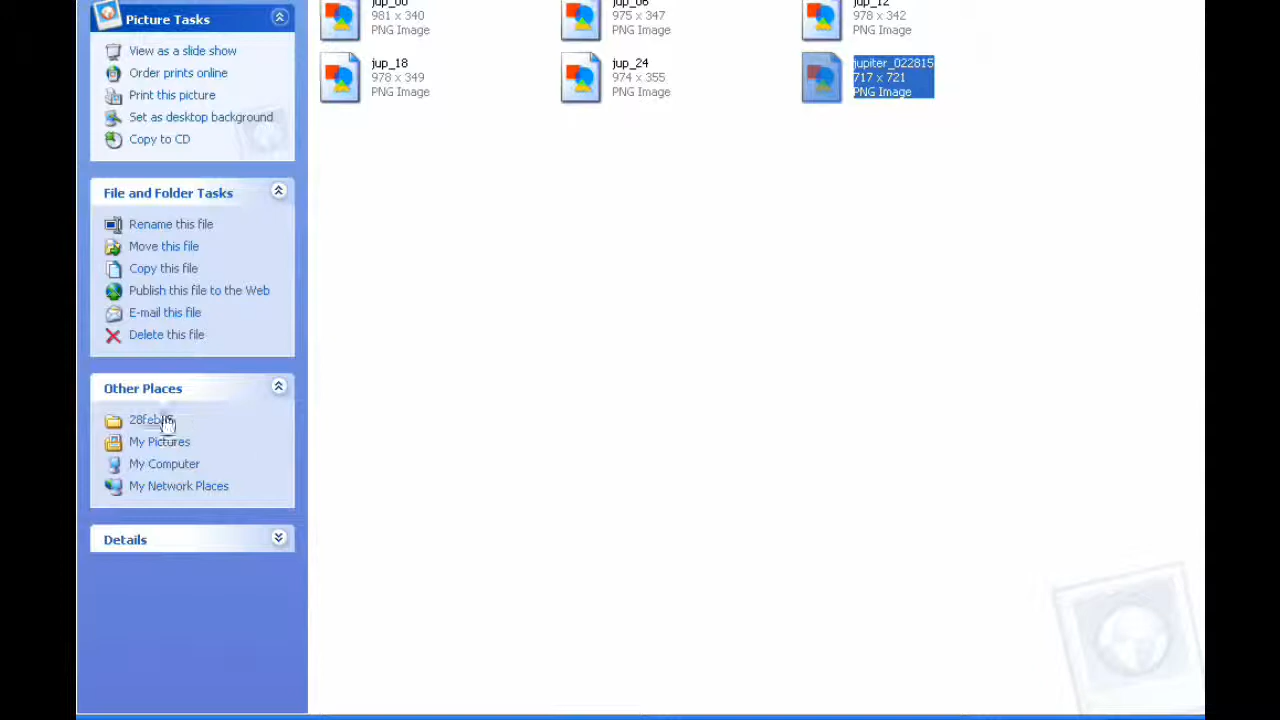 Picture Tasks
View as a slide show
Order prints online
Print this picture
Set as desktop background
Copy to CD
File and Folder Tasks
Rename this file
Move this file
Copy this file
Publish this file to the Web
E-mail this file
Delete this file
Other Places
My Pictures
My Computer
My Network Places
Details
jup_00
981 x 340
PNG Image
jup_06
975 x 347
PNG Image
jup_12
978 x 342
PNG Image
jup_18
978 x 349
PNG Image
jup_24
974 x 355
PNG Image
jupiter_022815
717 x 721
PNG Image